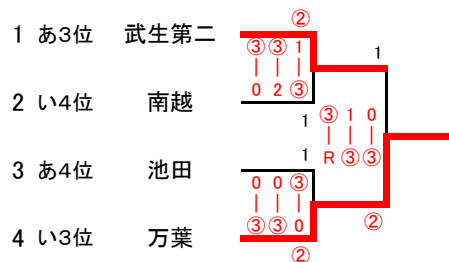 ②
1 あ3位 武生第二
③ ③ 1
| | |
0 2 ③
1
2 い4位 南越
1
③ 1 0
| | |
R ③ ③
1
3 あ4位 池田
0 0 ③
| | |
③ ③ 0
②
4 い3位 万葉
②